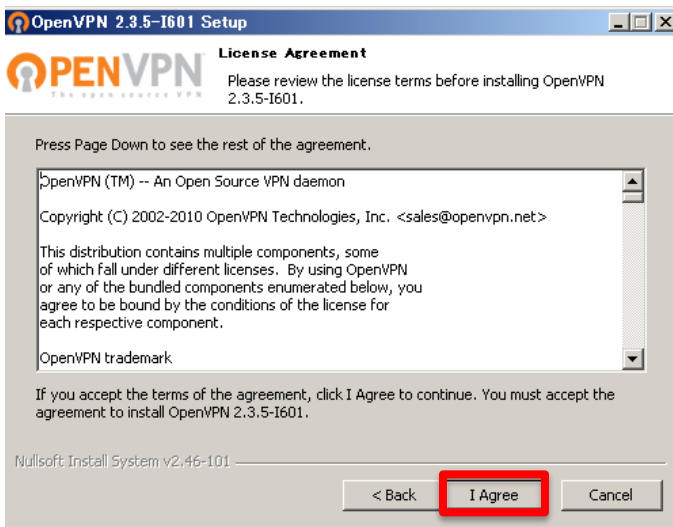 OpenVPN 2.3.5-I601 Setup
OPENVPN
The open source VPN
License Agreement
Please review the license terms before installing OpenVPN
2.3.5-I601.
Press Page Down to see the rest of the agreement.
OpenVPN (TM) -- An Open Source VPN daemon
Copyright (C) 2002-2010 OpenVPN Technologies, Inc. <sales@openvpn.net>
This distribution contains multiple components, some
of which fall under different licenses. By using OpenVPN
or any of the bundled components enumerated below, you
agree to be bound by the conditions of the license for
each respective component.
OpenVPN trademark
If you accept the terms of the agreement, click I Agree to continue. You must accept the
agreement to install OpenVPN 2.3.5-I601.
Nullsoft Install System v2.46-101
< Back
I Agree
Cancel